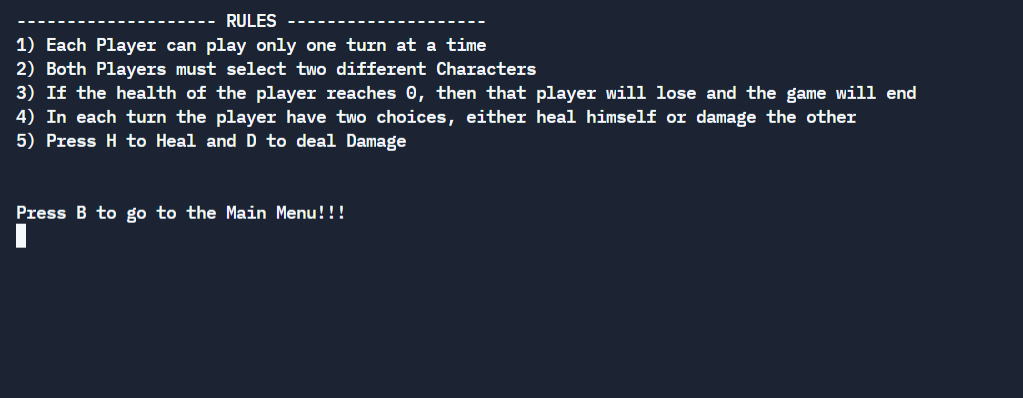 -------------------- RULES --------------------
1) Each Player can play only one turn at a time
2) Both Players must select two different Characters
3) If the health of the player reaches 0, then that player will lose and the game will end
4) In each turn the player have two choices, either heal himself or damage the other
5) Press H to Heal and D to deal Damage
Press B to go to the Main Menu!!!